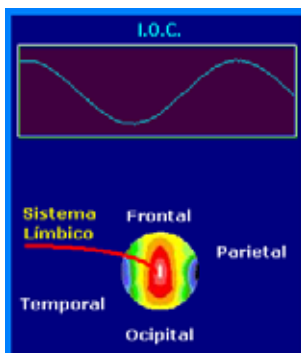 I.O.C.
Sistema
Límbico
Frontal
Parietal
Temporal
Ocipital